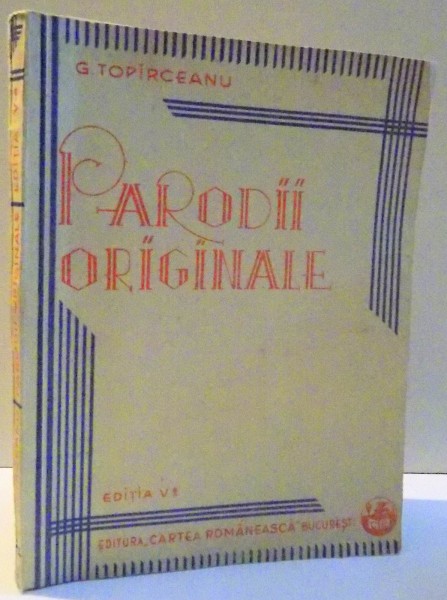 G. TOPÎRCEANU
PARODII
ORIGINALE
EDIȚIA V a
EDITURA „CARTEA ROMÂNEASCĂ" BUCUREȘTI